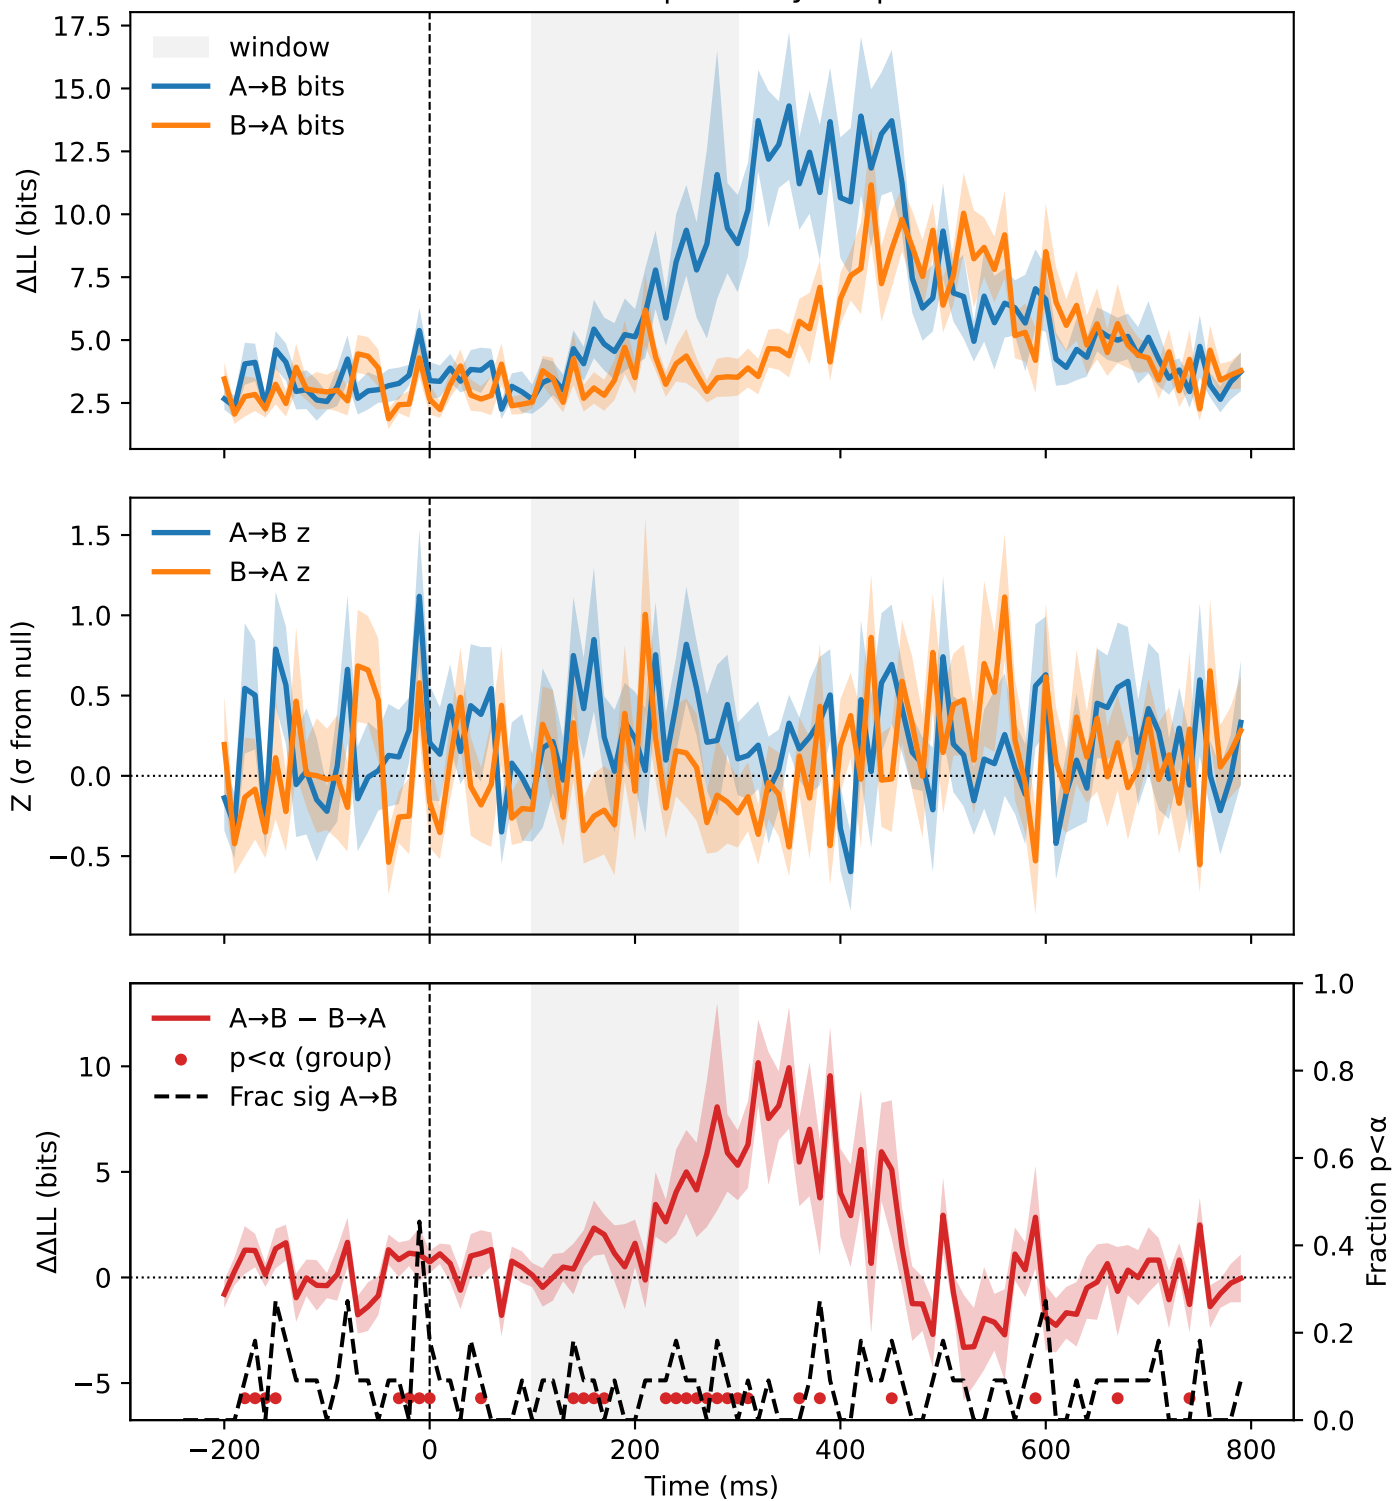 17.5
15.0
12.5
10.0
7.5
5.0
2.5
ΔLL (bits)
window
A→B bits
B→A bits
1.5
1.0
0.5
0.0
−0.5
Z (σ from null)
A→B z
B→A z
10
5
0
−5
ΔΔLL (bits)
A→B − B→A
p<α (group)
Frac sig A→B
1.0
0.8
0.6
0.4
0.2
0.0
Fraction p<α
−200
0
200
400
600
800
Time (ms)